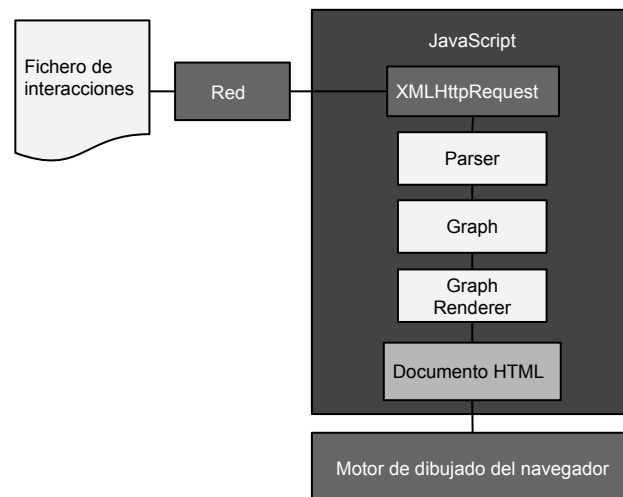 JavaScript
Fichero de
interacciones
Red
XMLHttpRequest
Parser
Graph
Graph
Renderer
Documento HTML
Motor de dibujado del navegador